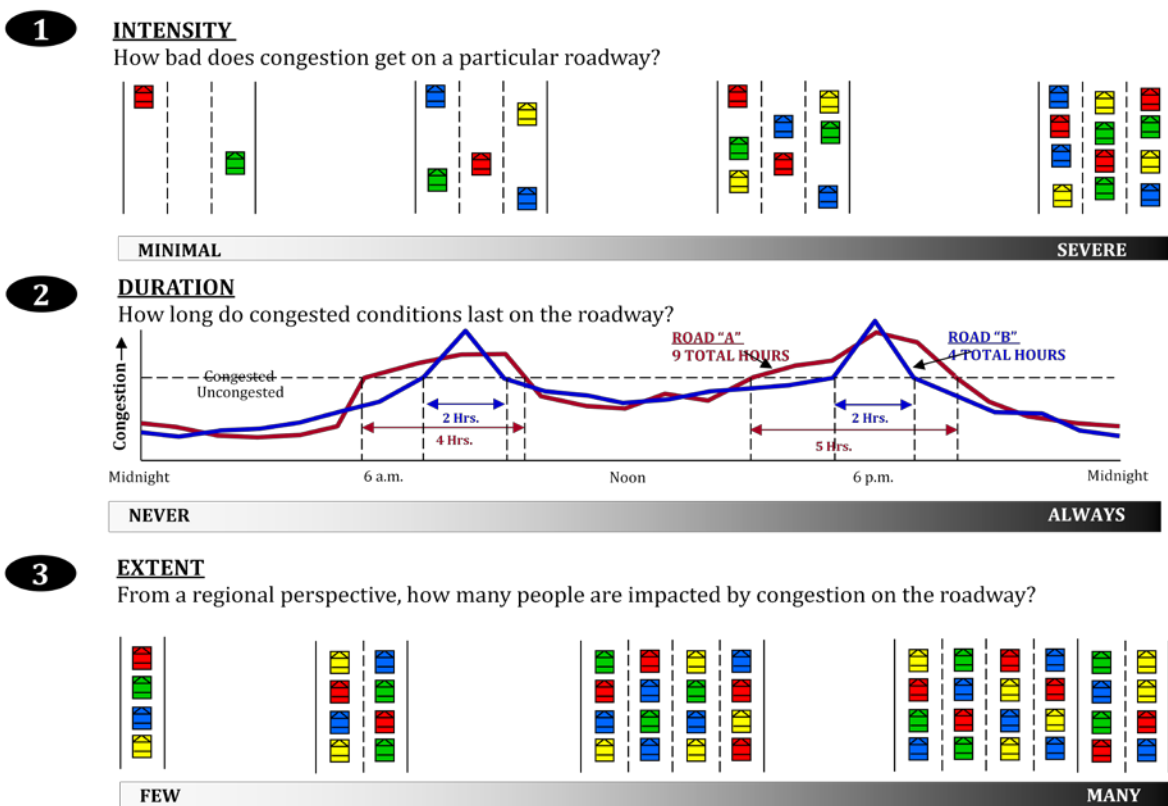 1
INTENSITY
How bad does congestion get on a particular roadway?
MINIMAL
SEVERE
2
DURATION
How long do congested conditions last on the roadway?
Congestion
Congested
Uncongested
ROAD "A"
9 TOTAL HOURS
ROAD "B"
4 TOTAL HOURS
2 Hrs.
4 Hrs.
2 Hrs.
5 Hrs.
Midnight
6 a.m.
Noon
6 p.m.
Midnight
NEVER
ALWAYS
3
EXTENT
From a regional perspective, how many people are impacted by congestion on the roadway?
FEW
MANY